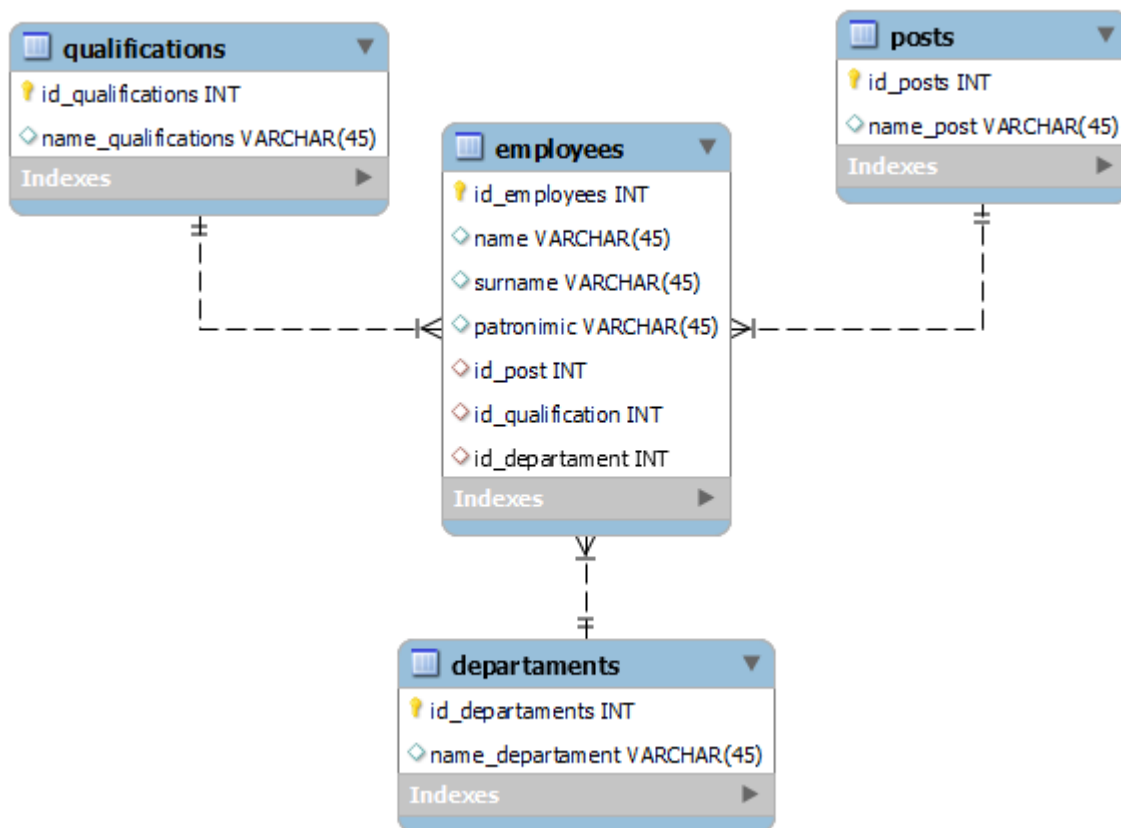 qualifications
id_qualifications INT
name_qualifications VARCHAR(45)
Indexes
posts
id_posts INT
name_post VARCHAR(45)
Indexes
employees
id_employees INT
name VARCHAR(45)
surname VARCHAR(45)
patronimic VARCHAR(45)
id_post INT
id_qualification INT
id_departament INT
Indexes
departaments
id_departaments INT
name_departament VARCHAR(45)
Indexes